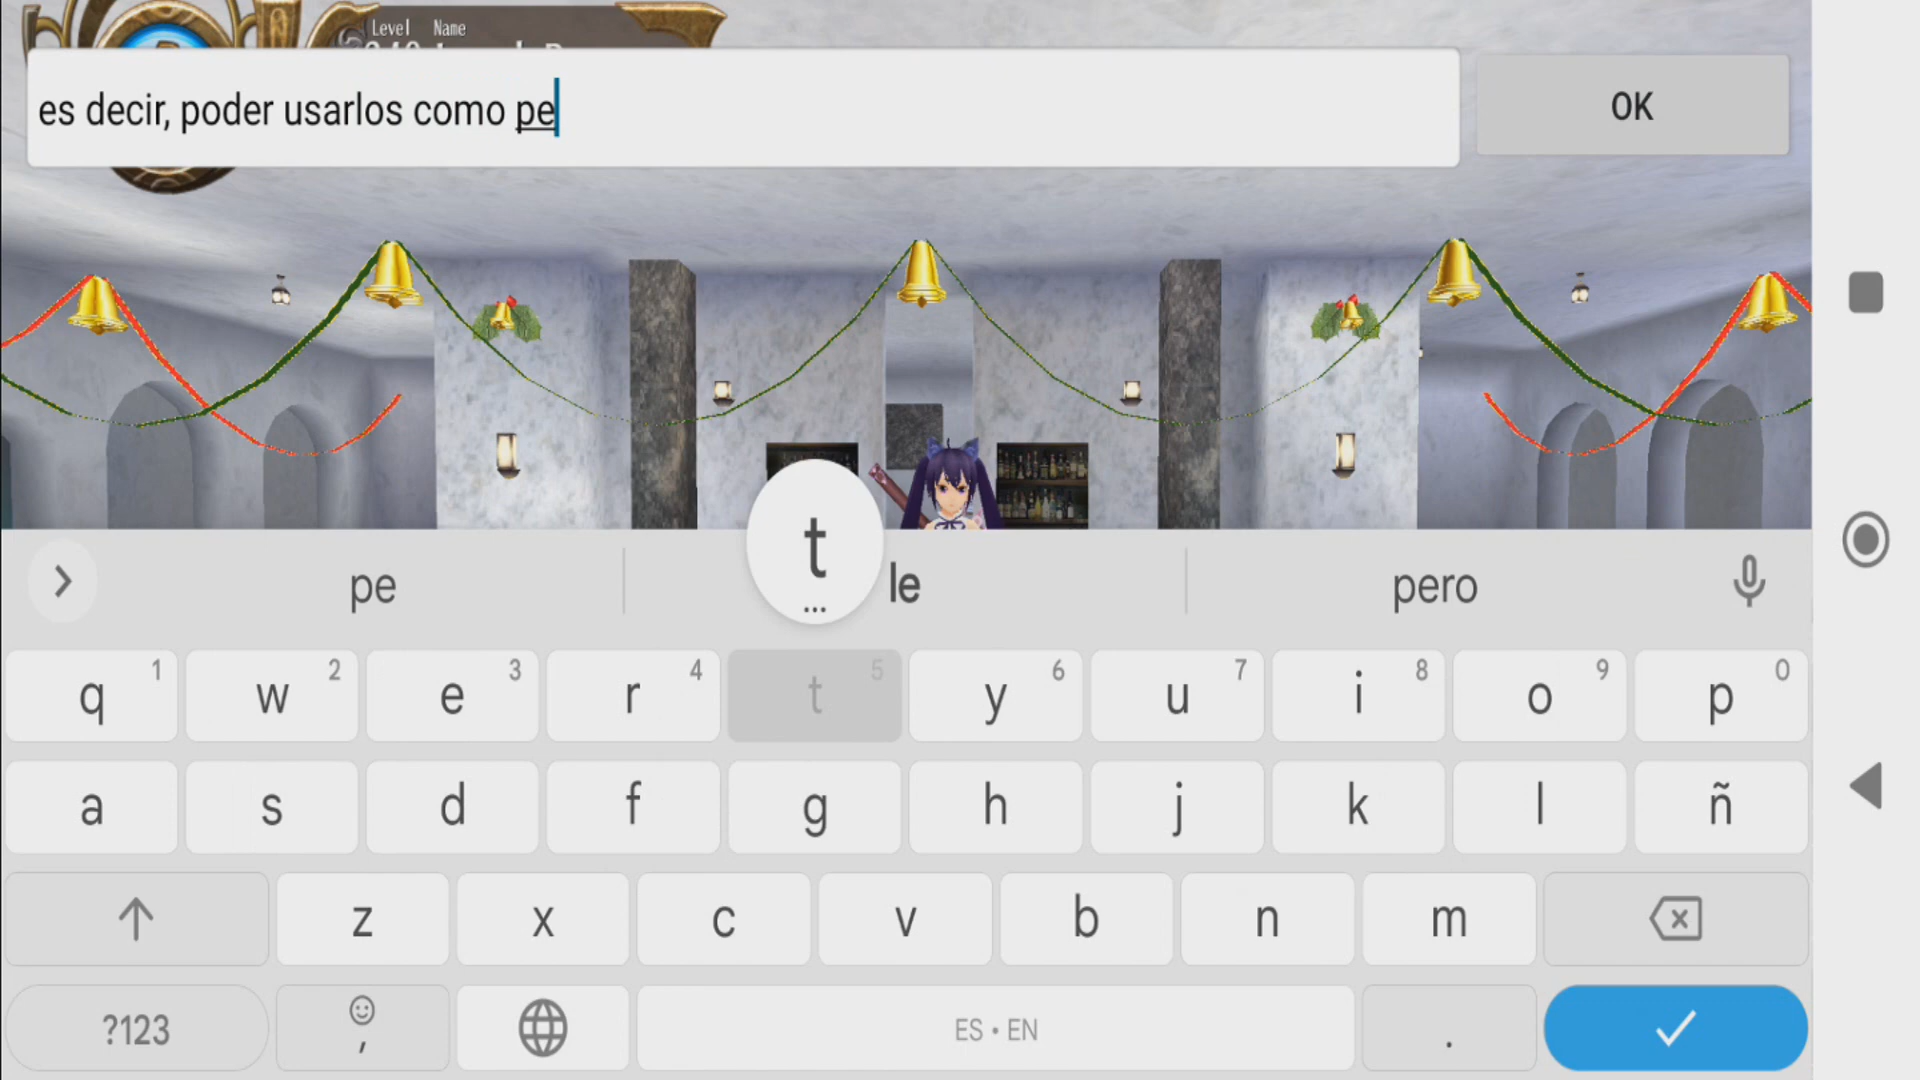 Level Name
es decir, poder usarlos como pe
OK
t
...
pe
le
pero
q 1 w 2 e 3 r 4 t 5 y 6 u 7 i 8 o 9 p 0
a s d f g h j k l ñ
z x c v b n m
?123 , ES • EN .